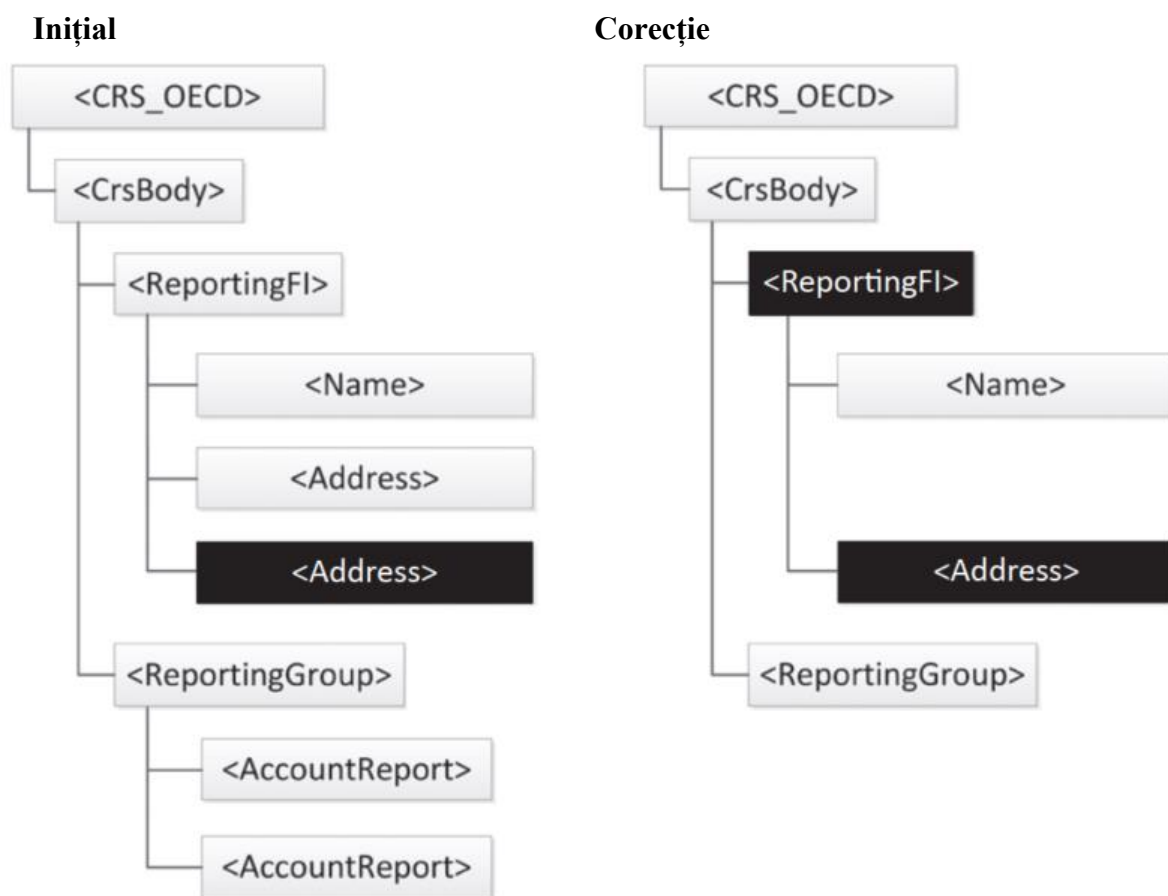 Inițial
<CRS_OECD>
<CrsBody>
<ReportingFI>
<Name>
<Address>
<Address>
<ReportingGroup>
<AccountReport>
<AccountReport>
Corecție
<CRS_OECD>
<CrsBody>
<ReportingFI>
<Name>
<Address>
<ReportingGroup>